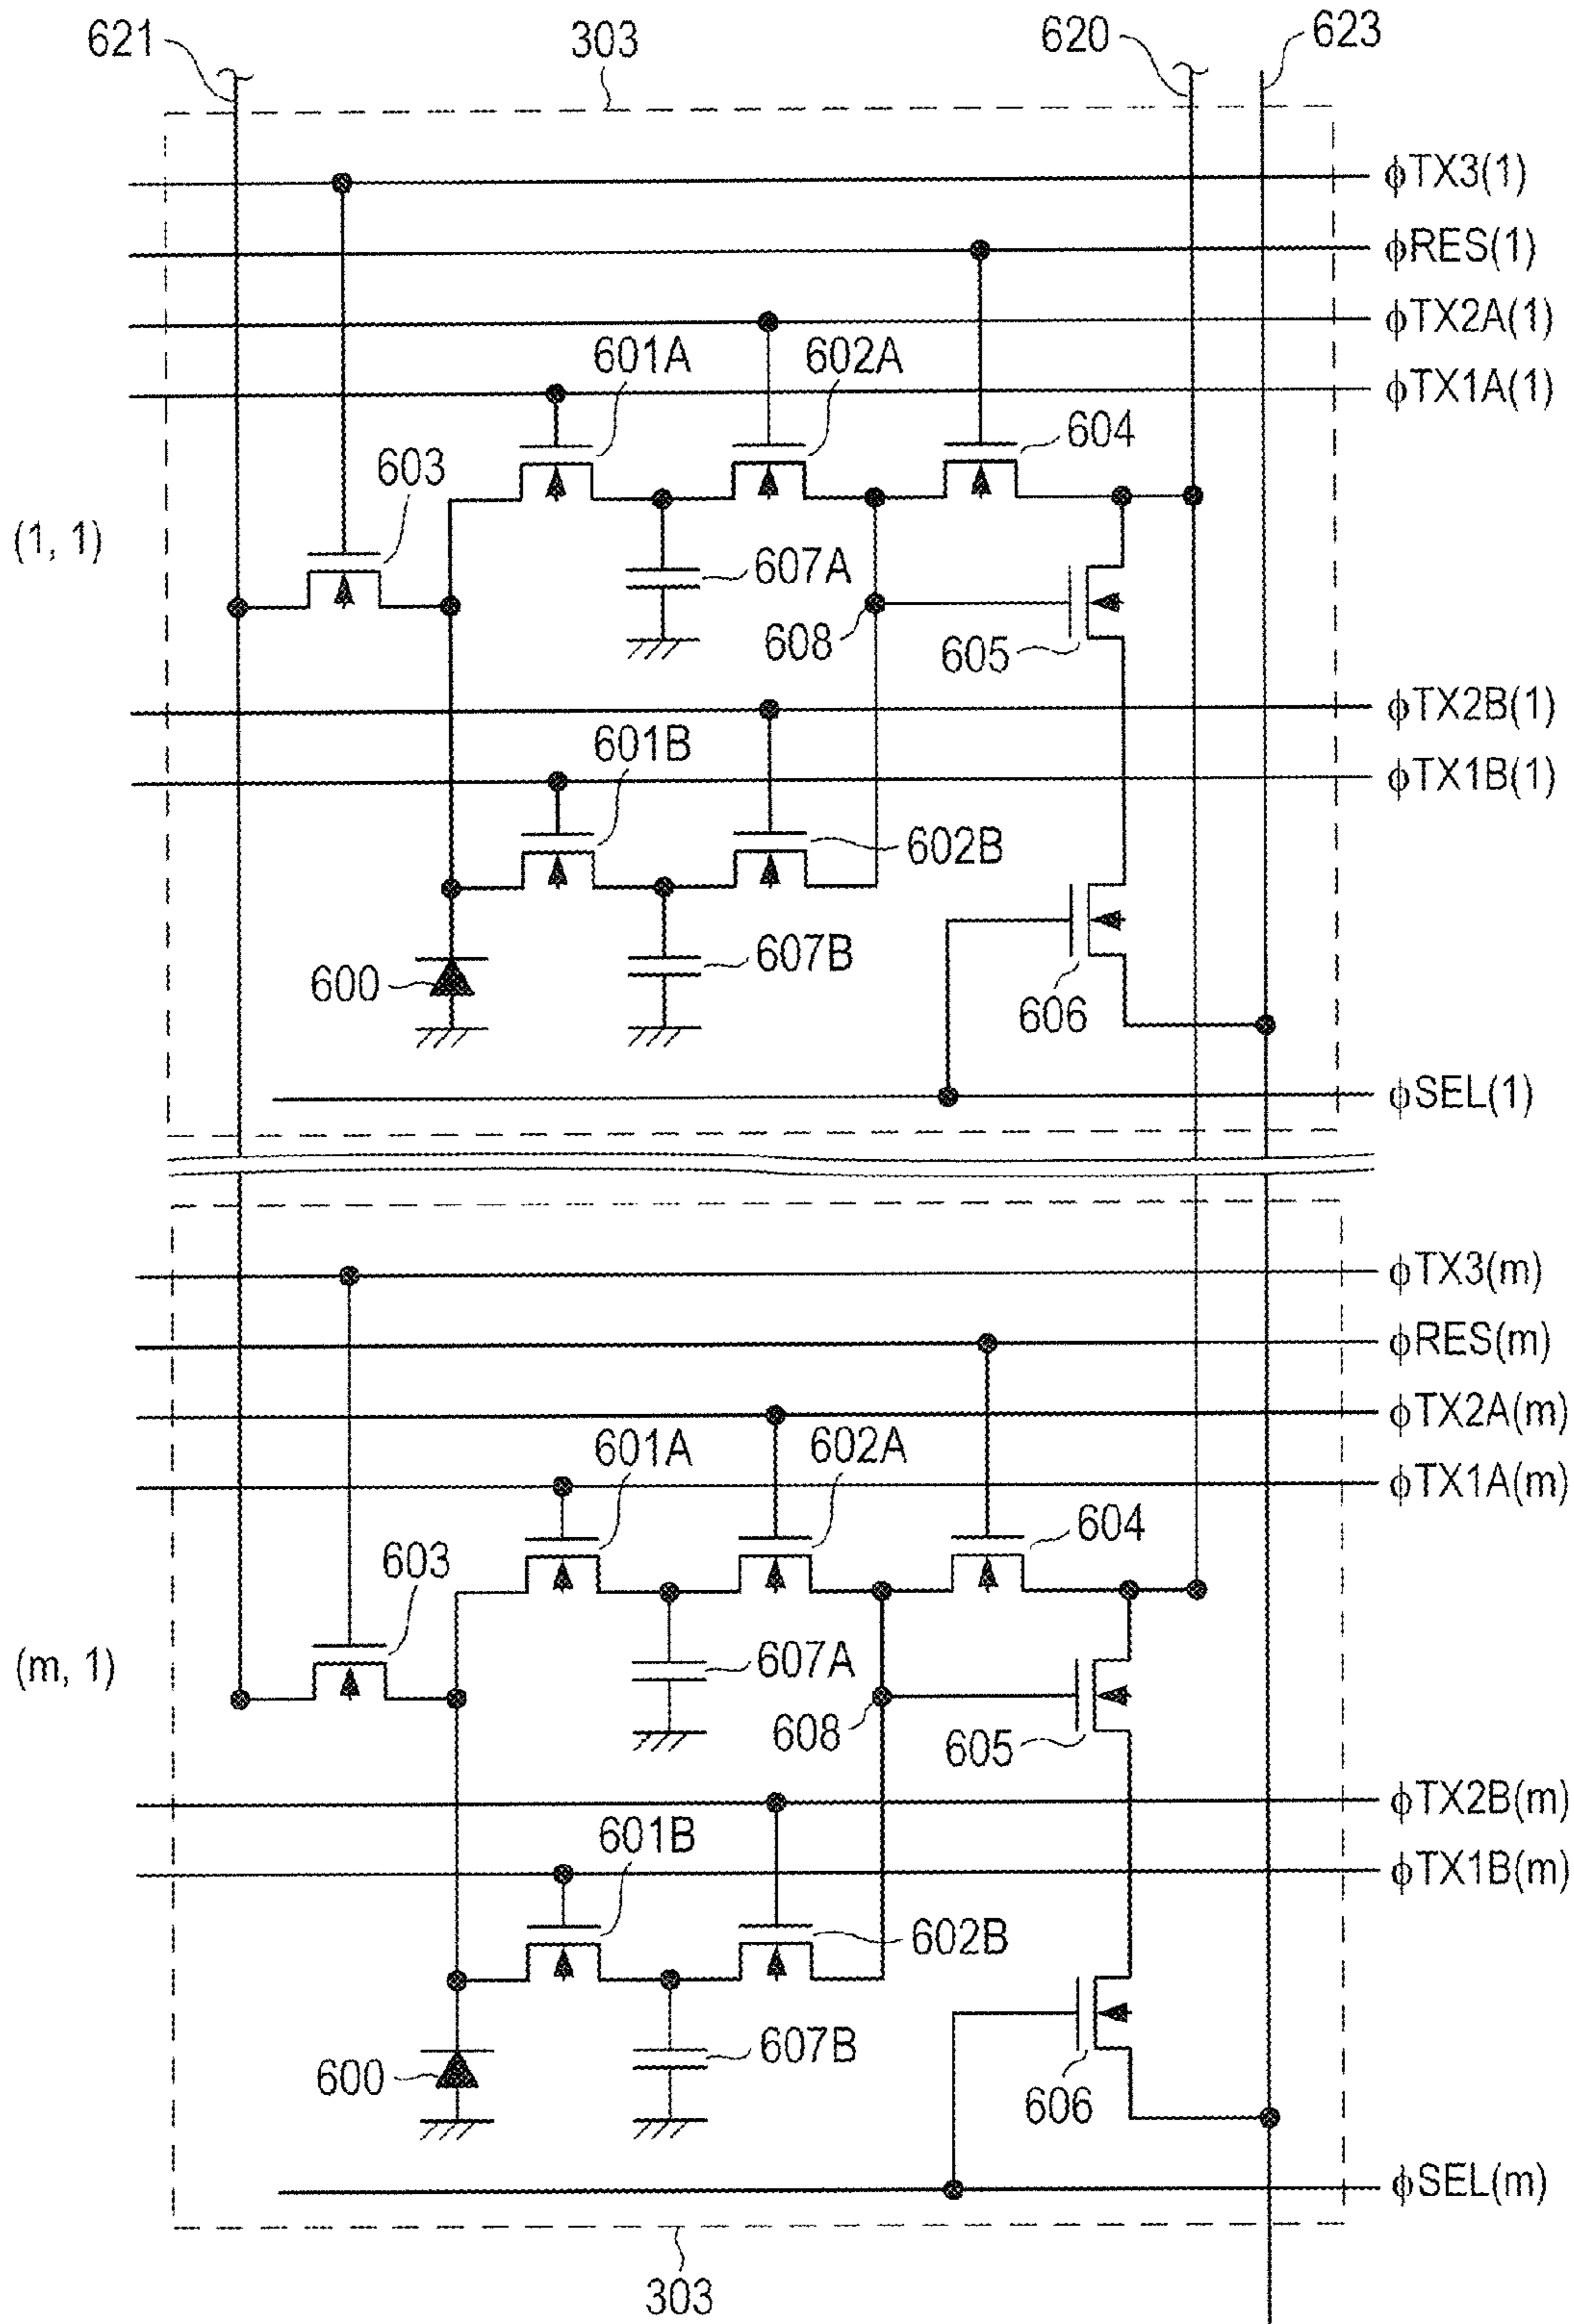 621
303
620
623
ϕTX3(1)
ϕRES(1)
ϕTX2A(1)
601A
602A
ϕTX1A(1)
603
604
(1, 1)
607A
608
605
ϕTX2B(1)
601B
ϕTX1B(1)
602B
600
607B
606
ϕSEL(1)
ϕTX3(m)
ϕRES(m)
ϕTX2A(m)
601A
602A
ϕTX1A(m)
603
604
(m, 1)
607A
608
605
ϕTX2B(m)
601B
ϕTX1B(m)
602B
600
607B
606
ϕSEL(m)
303